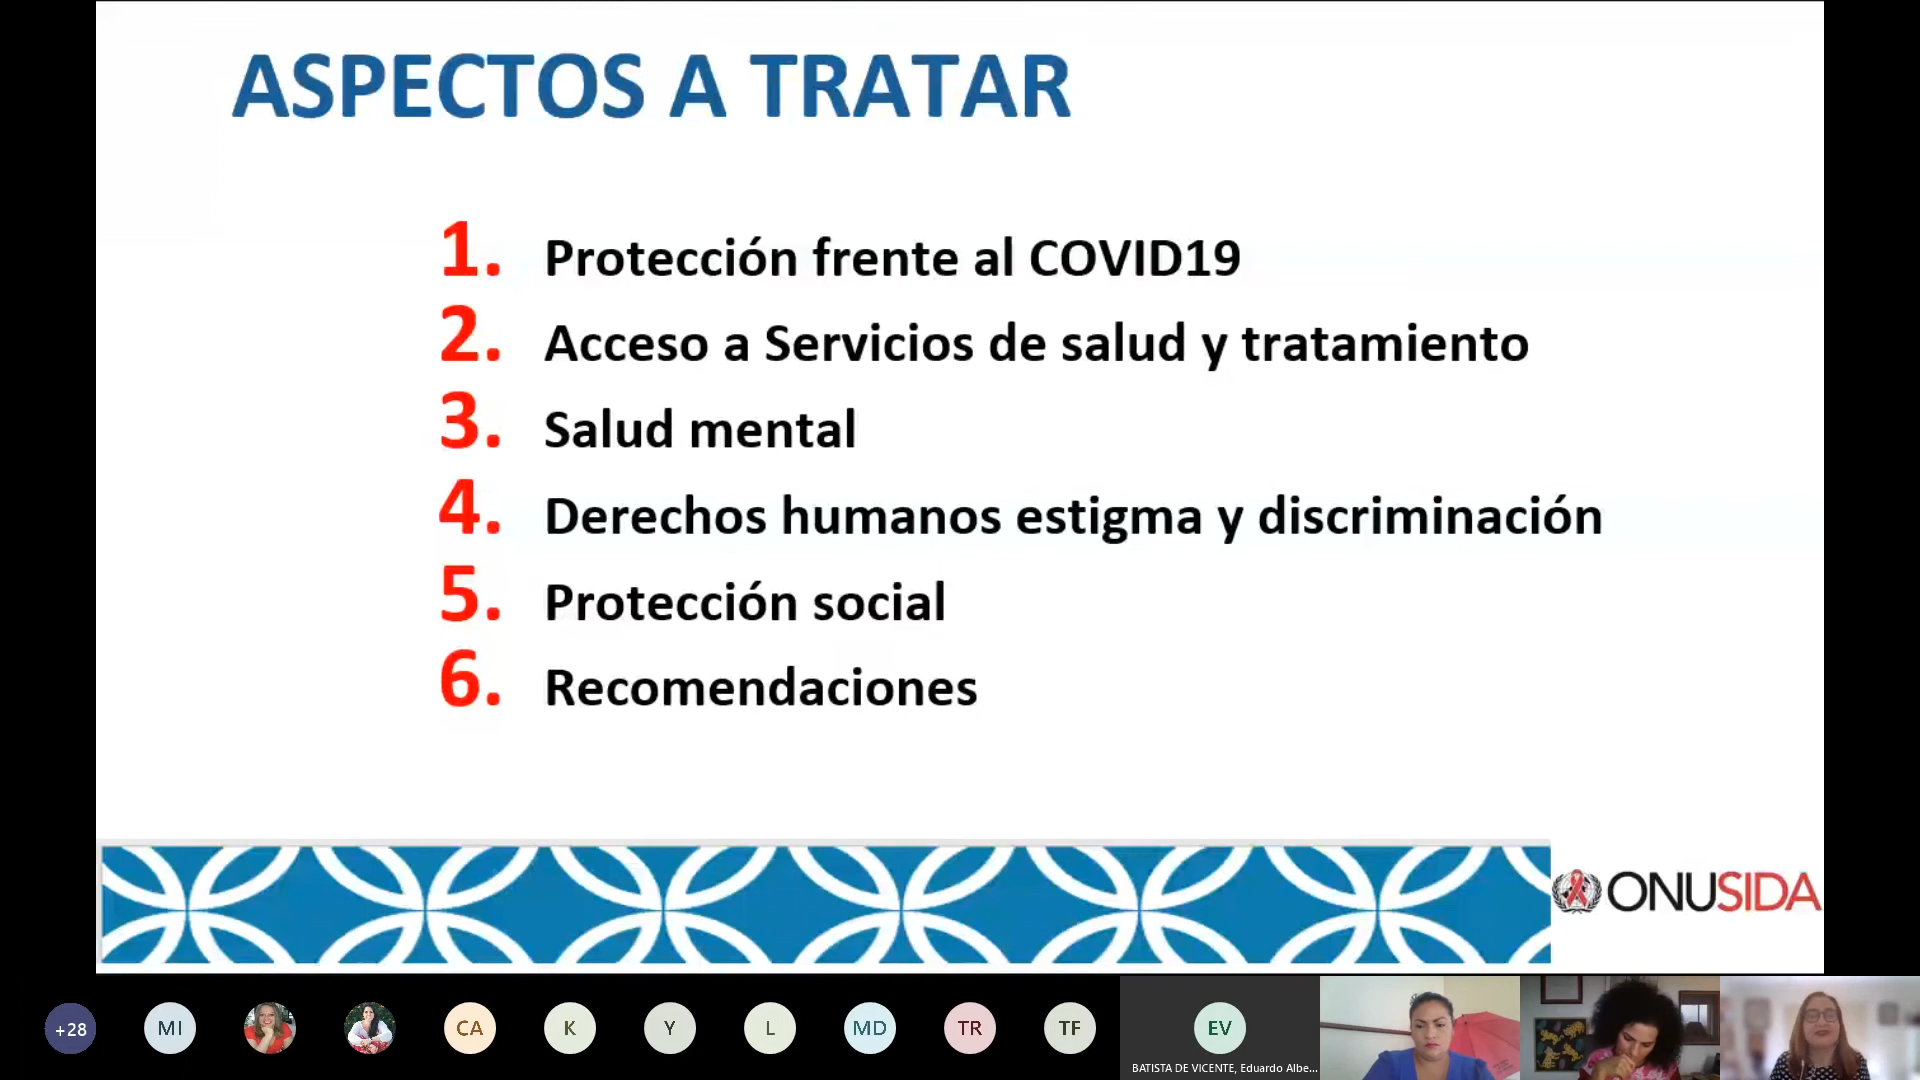 ASPECTOS A TRATAR
1. Protección frente al COVID19
2. Acceso a Servicios de salud y tratamiento
3. Salud mental
4. Derechos humanos estigma y discriminación
5. Protección social
6. Recomendaciones
ONUSIDA
+28
MI
CA
K
Y
L
MD
TR
TF
EV
BATISTA DE VICENTE, Eduardo Albe...